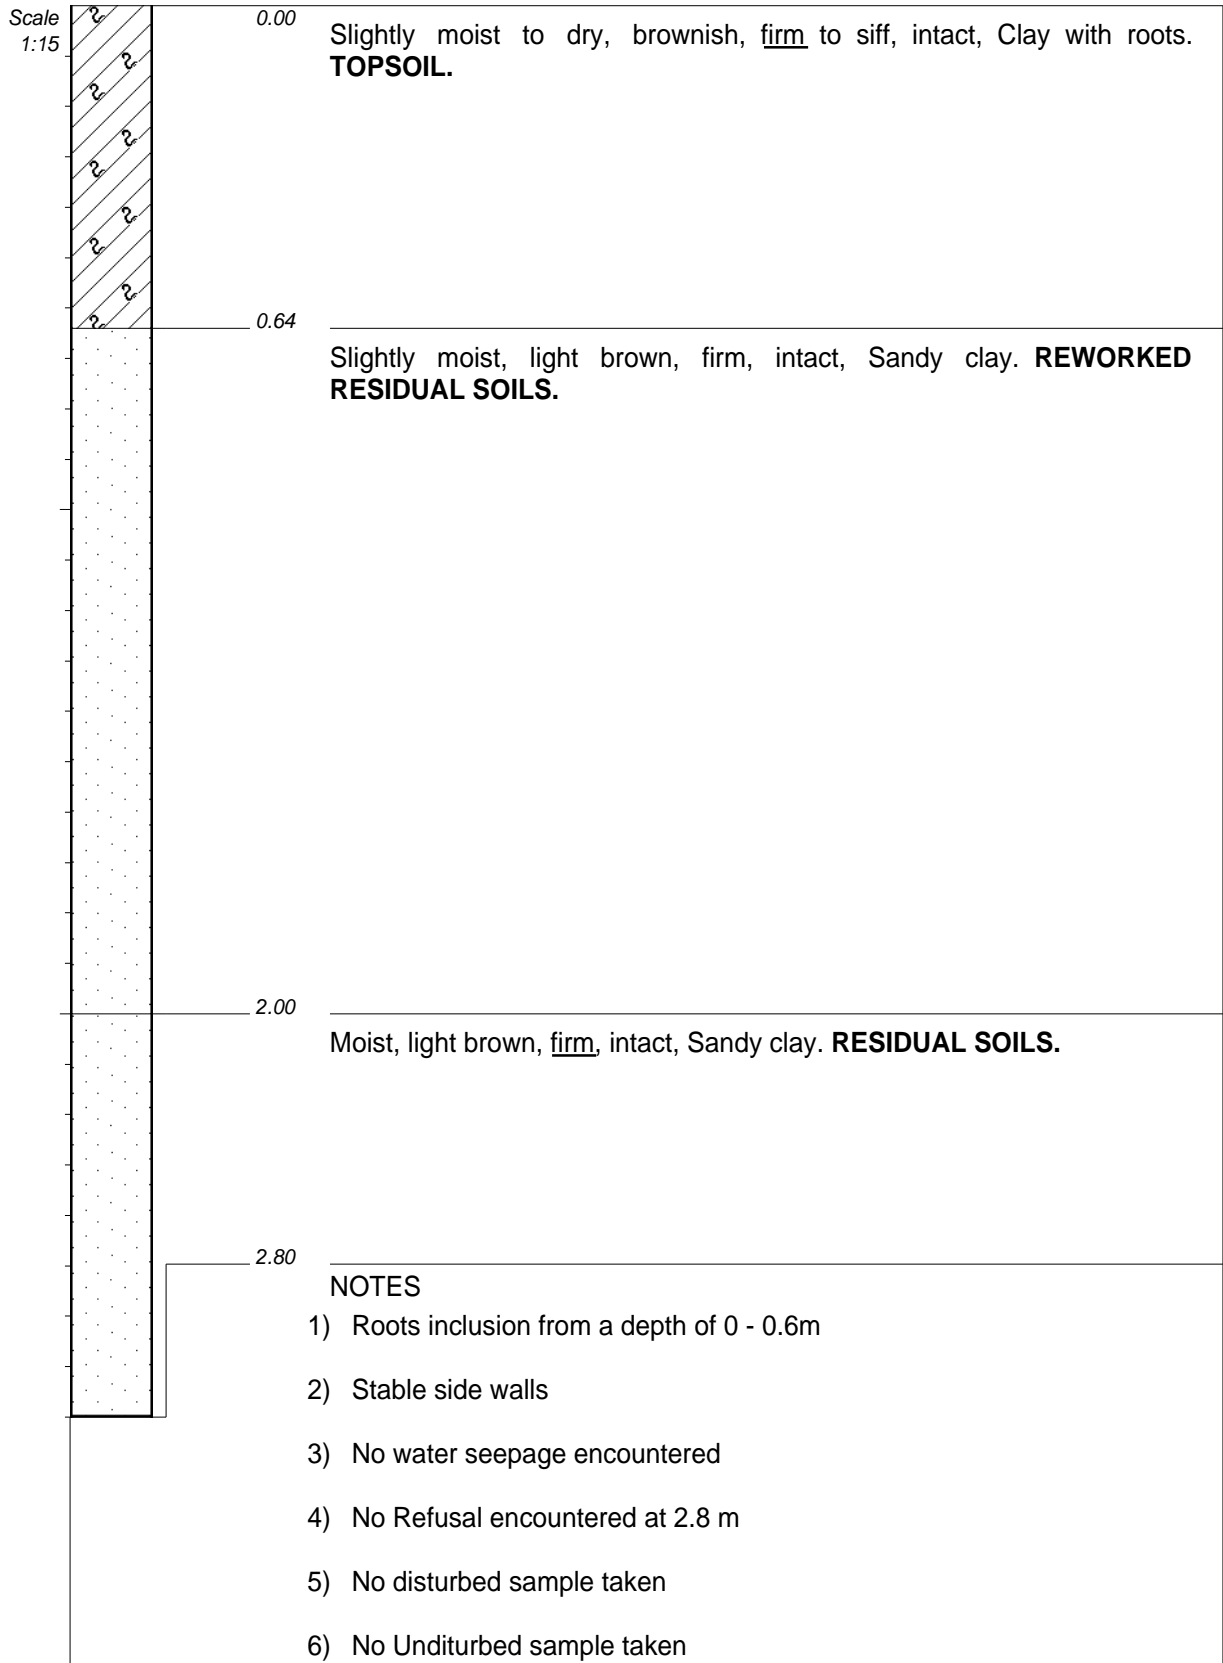 Scale
1:15
0.00
Slightly moist to dry, brownish, firm to siff, intact, Clay with roots.
TOPSOIL.
0.64
Slightly moist, light brown, firm, intact, Sandy clay. REWORKED
RESIDUAL SOILS.
2.00
Moist, light brown, firm, intact, Sandy clay. RESIDUAL SOILS.
2.80
NOTES
1) Roots inclusion from a depth of 0 - 0.6m
2) Stable side walls
3) No water seepage encountered
4) No Refusal encountered at 2.8 m
5) No disturbed sample taken
6) No Unditurbed sample taken